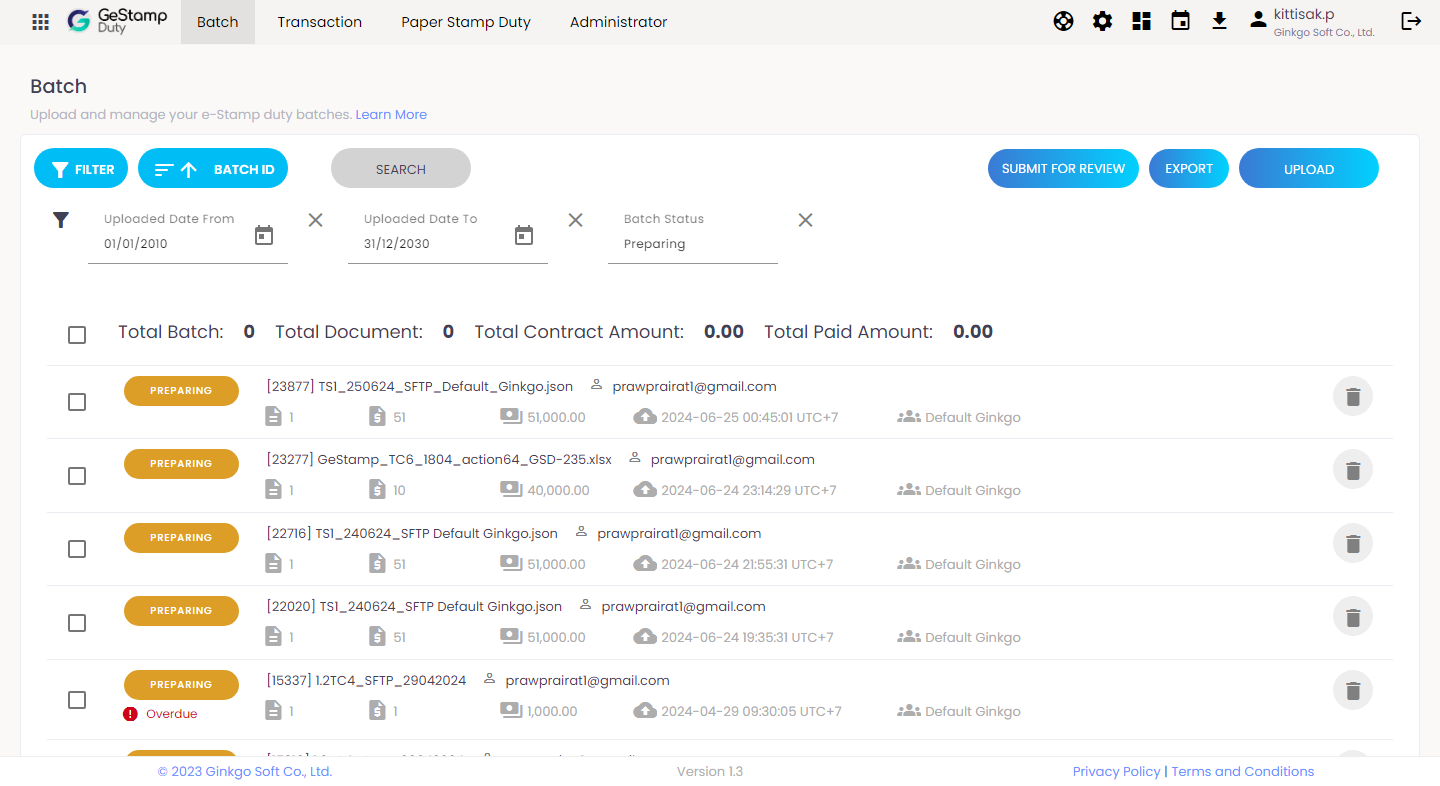 GeStamp Duty Batch Transaction Paper Stamp Duty Administrator kittisak.p
Ginkgo Soft Co., Ltd.
Batch
Upload and manage your e-Stamp duty batches. Learn More
FILTER BATCH ID SEARCH SUBMIT FOR REVIEW EXPORT UPLOAD
Uploaded Date From Uploaded Date To Batch Status
01/01/2010 31/12/2030 Preparing
Total Batch: 0 Total Document: 0 Total Contract Amount: 0.00 Total Paid Amount: 0.00
PREPARING [23877] TS1_250624_SFTP_Default_Ginkgo.json prawprairat1@gmail.com
1 51 51,000.00 2024-06-25 00:45:01 UTC+7 Default Ginkgo
PREPARING [23277] GeStamp_TC6_1804_action64_GSD-235.xlsx prawprairat1@gmail.com
1 10 40,000.00 2024-06-24 23:14:29 UTC+7 Default Ginkgo
PREPARING [22716] TS1_240624_SFTP Default Ginkgo.json prawprairat1@gmail.com
1 51 51,000.00 2024-06-24 21:55:31 UTC+7 Default Ginkgo
PREPARING [22020] TS1_240624_SFTP Default Ginkgo.json prawprairat1@gmail.com
1 51 51,000.00 2024-06-24 19:35:31 UTC+7 Default Ginkgo
PREPARING [15337] 1.2TC4_SFTP_29042024 prawprairat1@gmail.com
Overdue 1 1 1,000.00 2024-04-29 09:30:05 UTC+7 Default Ginkgo
© 2023 Ginkgo Soft Co., Ltd. Version 1.3 Privacy Policy | Terms and Conditions